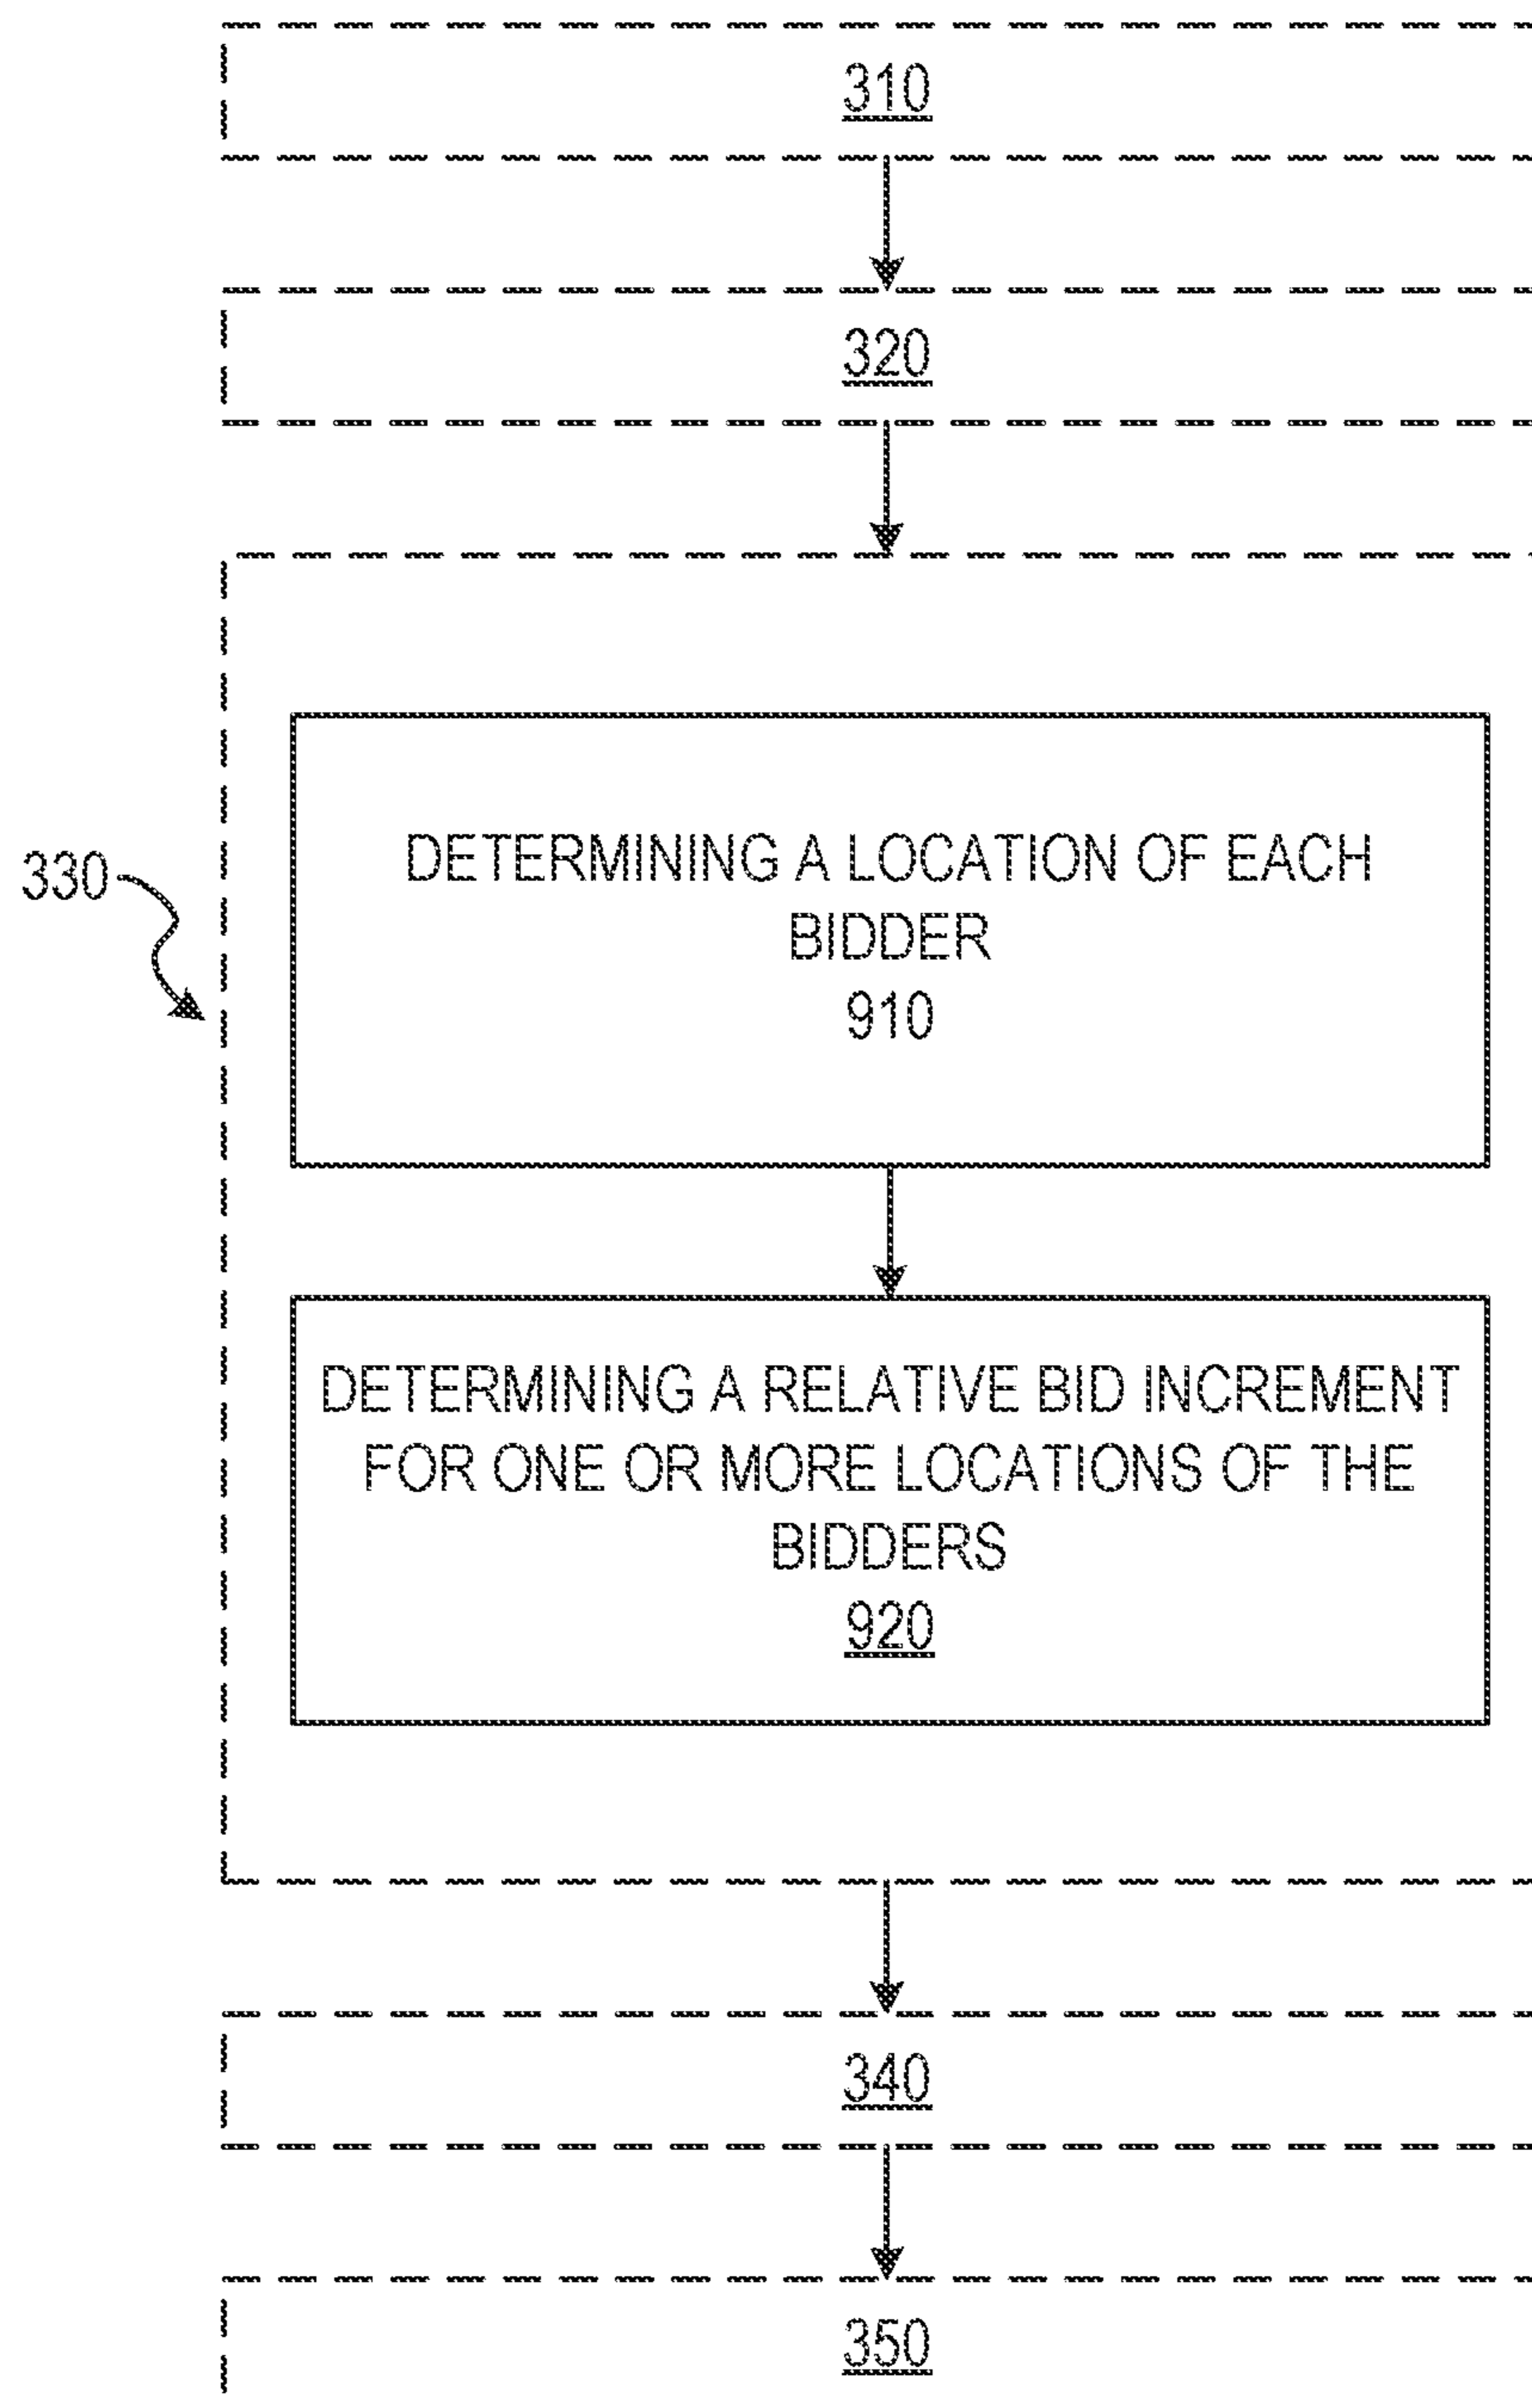 310
320
330
DETERMINING A LOCATION OF EACH
BIDDER
910
DETERMINING A RELATIVE BID INCREMENT
FOR ONE OR MORE LOCATIONS OF THE
BIDDERS
920
340
350